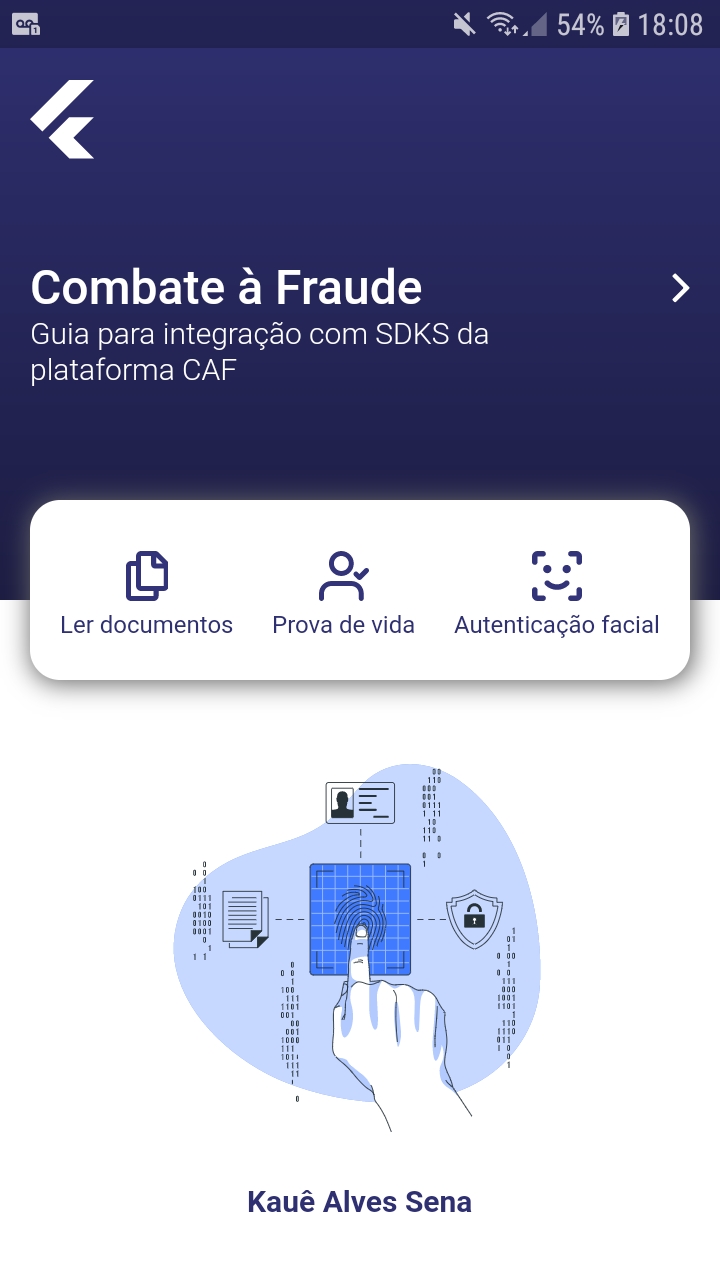 54% 18:08
Combate à Fraude
Guia para integração com SDKS da
plataforma CAF
Ler documentos Prova de vida Autenticação facial
Kauê Alves Sena